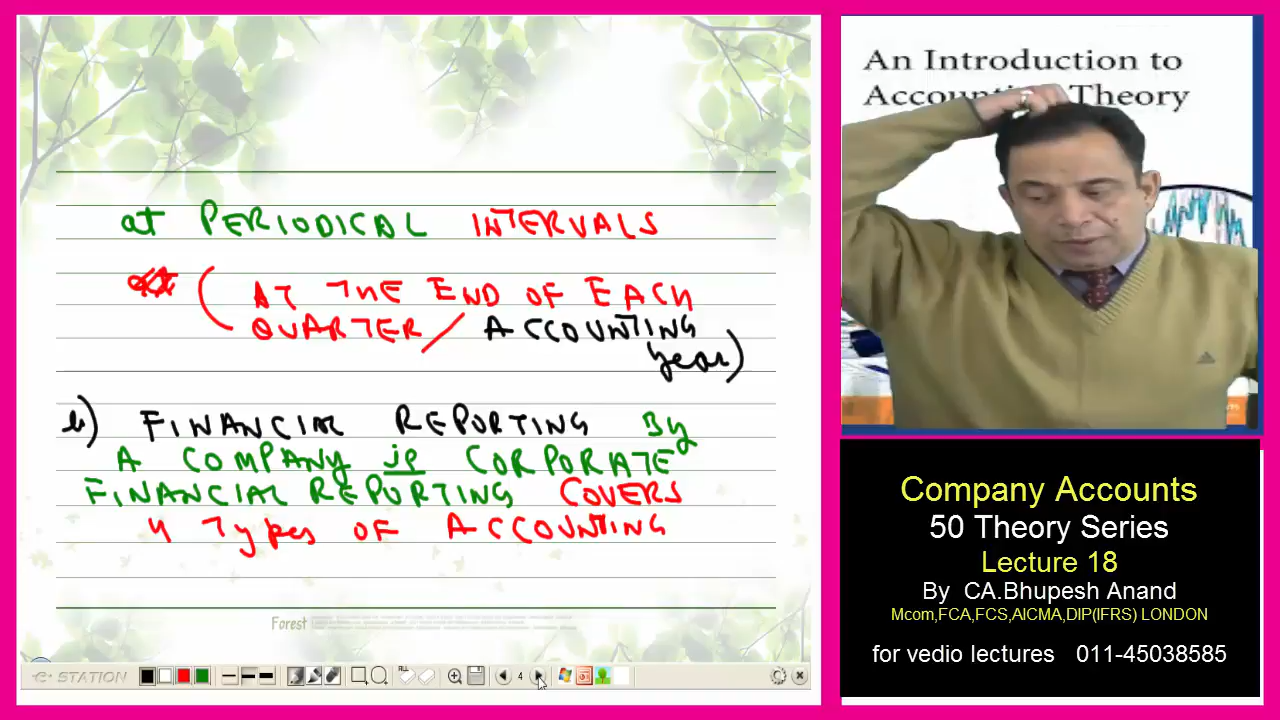 at PERIODICAL INTERVALS
( AT THE END OF EACH
QUARTER / ACCOUNTING
year)
b) FINANCIAL REPORTING By
A COMPANY ie CORPORATE
FINANCIAL REPORTING COVERS
4 Types OF ACCOUNTING
Forest
e-STATION
4
An Introduction to
Accounting Theory
Company Accounts
50 Theory Series
Lecture 18
By CA.Bhupesh Anand
Mcom,FCA,FCS,AICMA,DIP(IFRS) LONDON
for vedio lectures 011-45038585